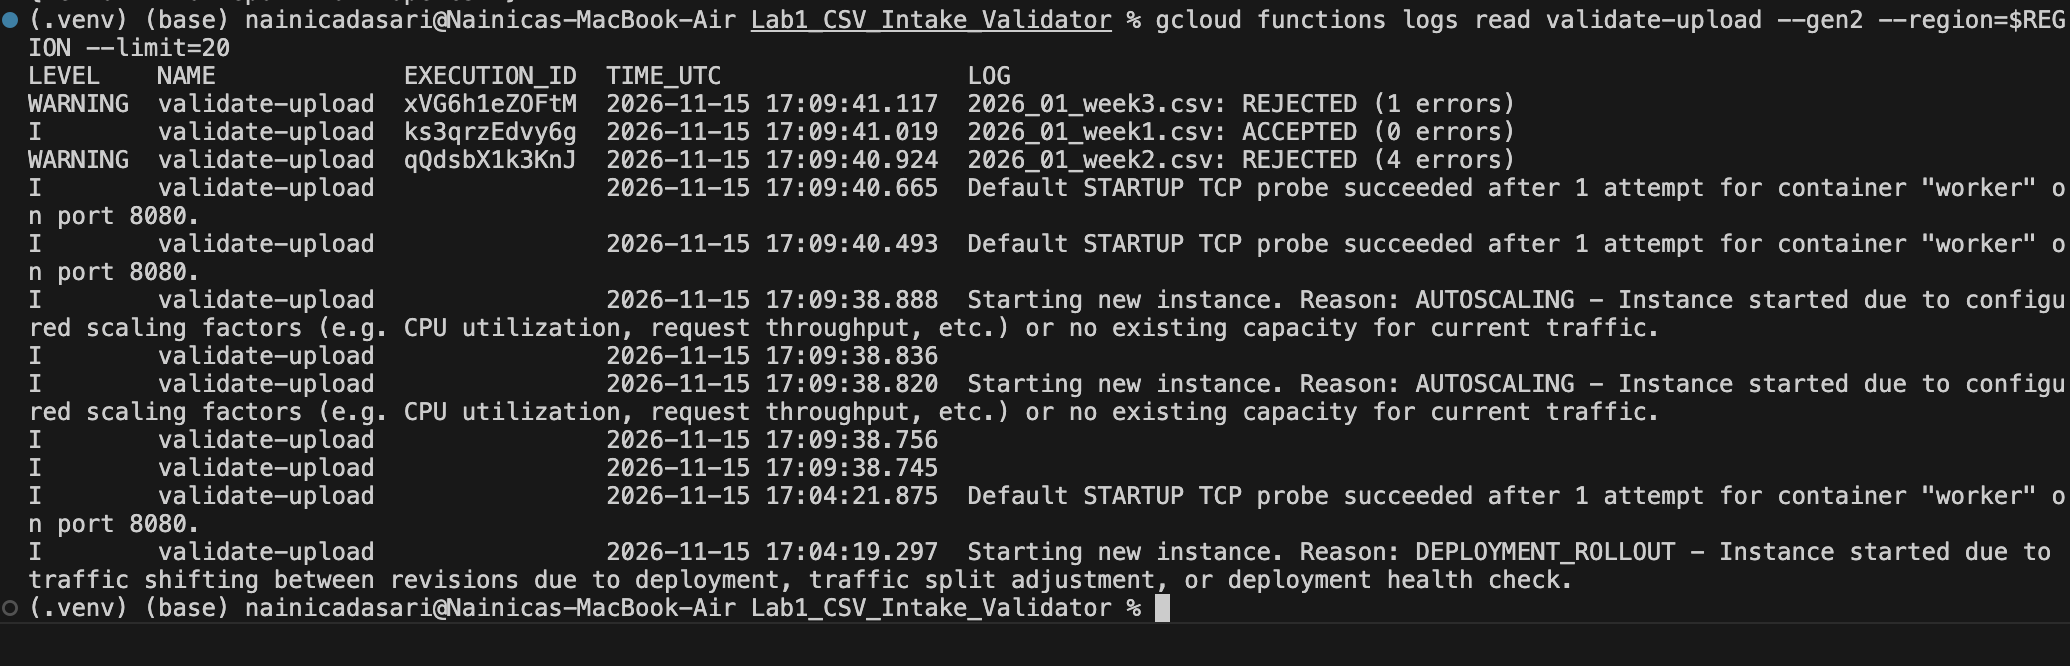 (.venv) (base) nainicadasari@Nainicas-MacBook-Air Lab1_CSV_Intake_Validator % gcloud functions logs read validate-upload --gen2 --region=$REG
ION --limit=20
LEVEL    NAME             EXECUTION_ID  TIME_UTC                 LOG
WARNING  validate-upload  xVG6h1eZOFtM  2026-11-15 17:09:41.117  2026_01_week3.csv: REJECTED (1 errors)
I        validate-upload  ks3qrzEdvy6g  2026-11-15 17:09:41.019  2026_01_week1.csv: ACCEPTED (0 errors)
WARNING  validate-upload  qQdsbX1k3KnJ  2026-11-15 17:09:40.924  2026_01_week2.csv: REJECTED (4 errors)
I        validate-upload                2026-11-15 17:09:40.665  Default STARTUP TCP probe succeeded after 1 attempt for container "worker" o
n port 8080.
I        validate-upload                2026-11-15 17:09:40.493  Default STARTUP TCP probe succeeded after 1 attempt for container "worker" o
n port 8080.
I        validate-upload                2026-11-15 17:09:38.888  Starting new instance. Reason: AUTOSCALING - Instance started due to configu
red scaling factors (e.g. CPU utilization, request throughput, etc.) or no existing capacity for current traffic.
I        validate-upload                2026-11-15 17:09:38.836
I        validate-upload                2026-11-15 17:09:38.820  Starting new instance. Reason: AUTOSCALING - Instance started due to configu
red scaling factors (e.g. CPU utilization, request throughput, etc.) or no existing capacity for current traffic.
I        validate-upload                2026-11-15 17:09:38.756
I        validate-upload                2026-11-15 17:09:38.745
I        validate-upload                2026-11-15 17:04:21.875  Default STARTUP TCP probe succeeded after 1 attempt for container "worker" o
n port 8080.
I        validate-upload                2026-11-15 17:04:19.297  Starting new instance. Reason: DEPLOYMENT_ROLLOUT - Instance started due to
traffic shifting between revisions due to deployment, traffic split adjustment, or deployment health check.
(.venv) (base) nainicadasari@Nainicas-MacBook-Air Lab1_CSV_Intake_Validator %